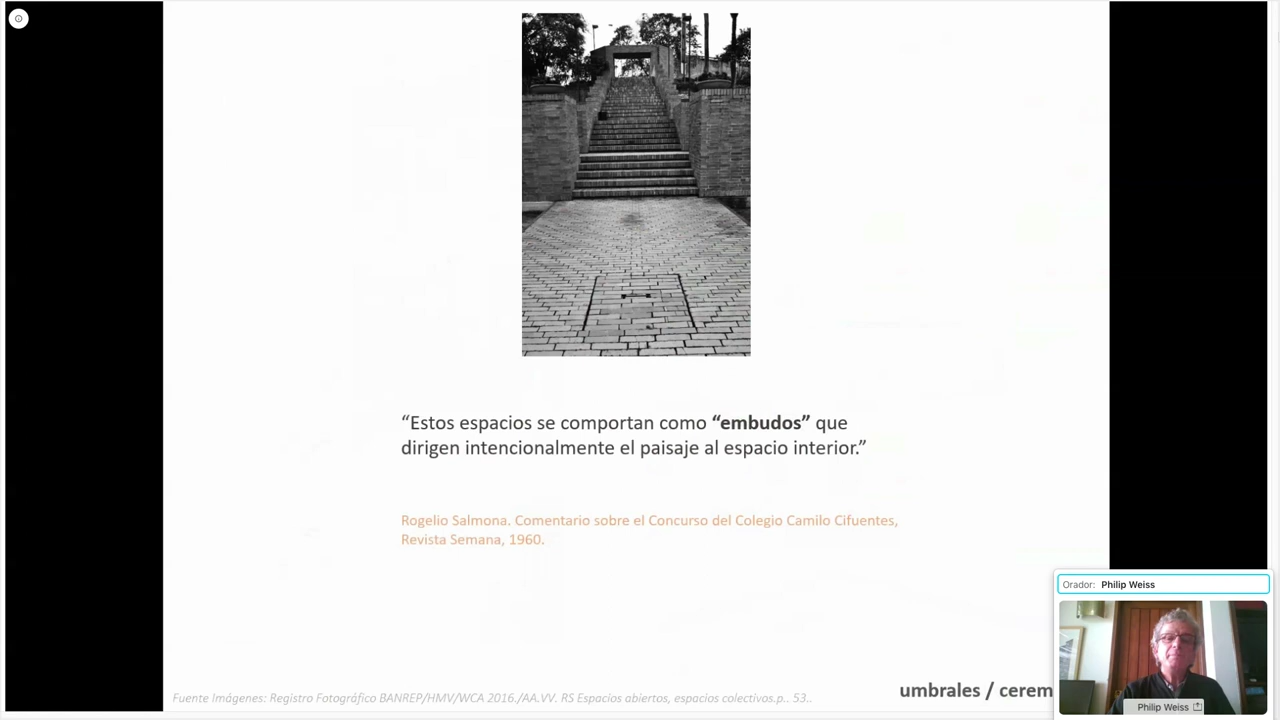 “Estos espacios se comportan como “embudos” que
dirigen intencionalmente el paisaje al espacio interior.”
Rogelio Salmona. Comentario sobre el Concurso del Colegio Camilo Cifuentes,
Revista Semana, 1960.
Orador: Philip Weiss
Fuente Imágenes: Registro Fotográfico BANREP/HMV/WCA 2016./AA.VV. RS Espacios abiertos, espacios colectivos.p.. 53..
umbrales / cerem
Philip Weiss